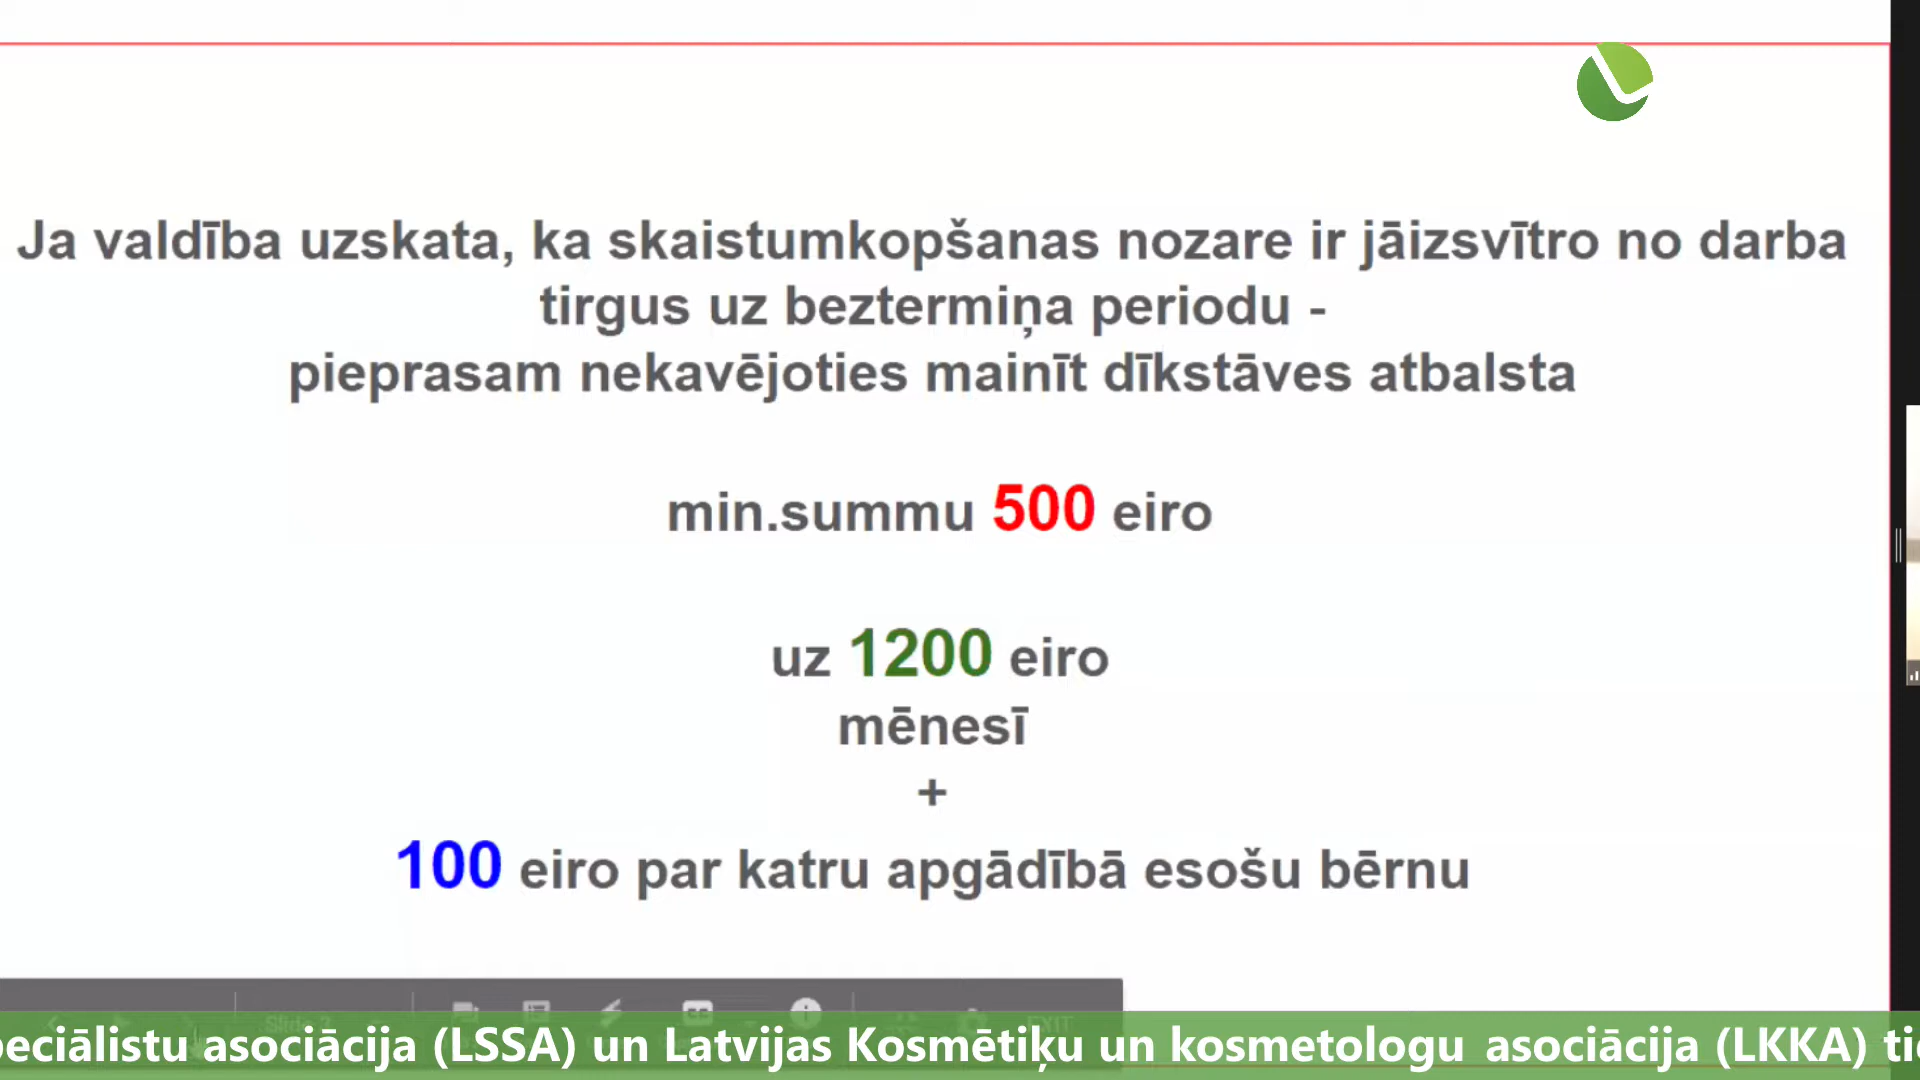 Ja valdība uzskata, ka skaistumkopšanas nozare ir jāizsvītro no darba
tirgus uz beztermiņa periodu -
pieprasam nekavējoties mainīt dīkstāves atbalsta
min.summu 500 eiro
uz 1200 eiro
mēnesī
+
100 eiro par katru apgādībā esošu bērnu
eciālistu asociācija (LSSA) un Latvijas Kosmētiķu un kosmetologu asociācija (LKKA)